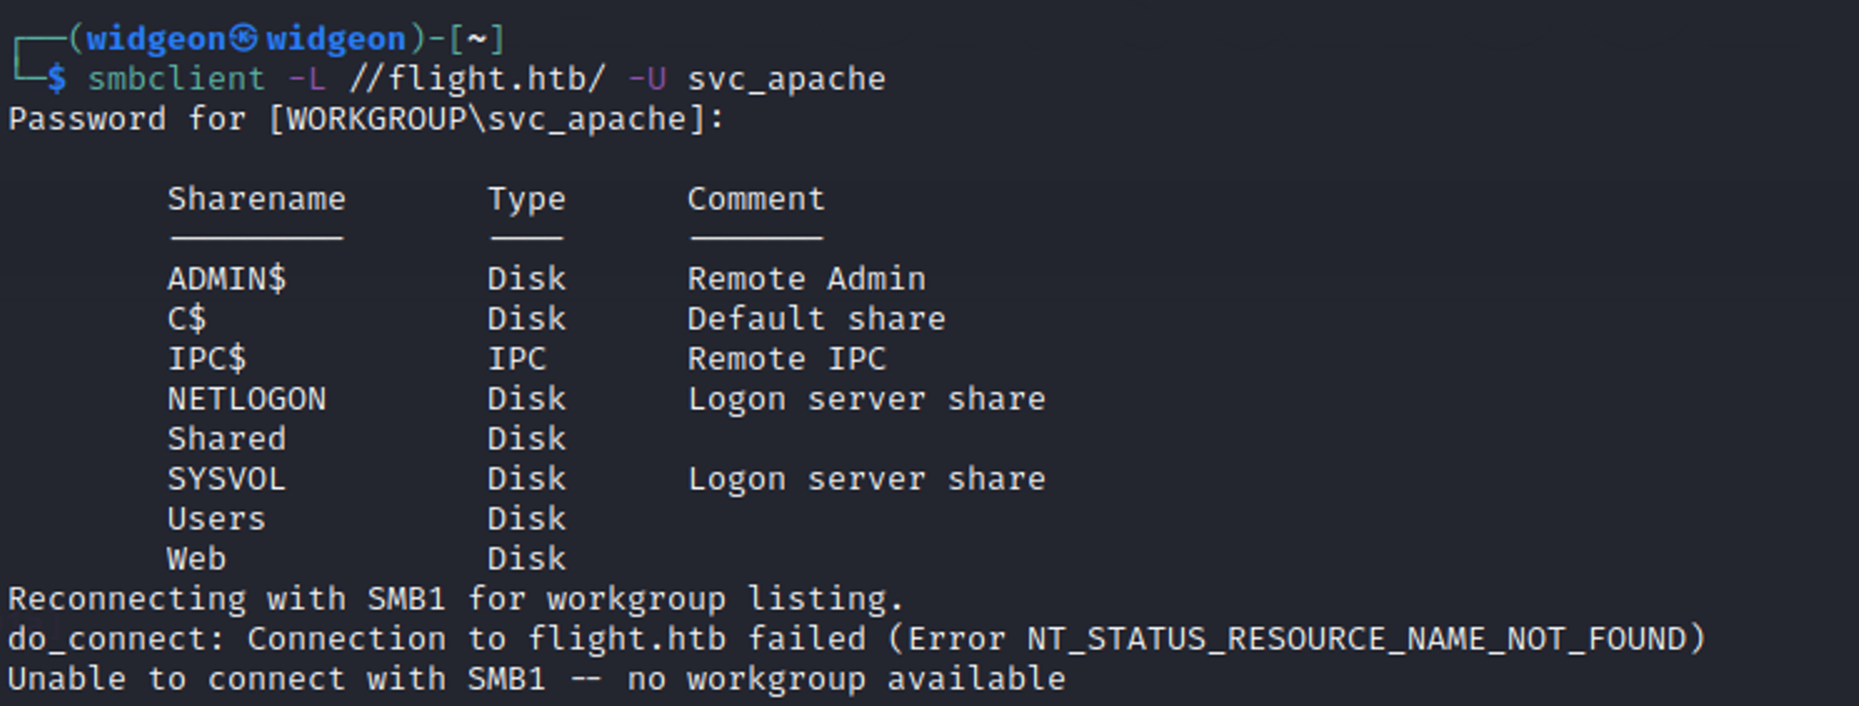 ┌──(widgeon㉿widgeon)-[~]
└─$ smbclient -L //flight.htb/ -U svc_apache
Password for [WORKGROUP\svc_apache]:
Sharename Type Comment
--------- ---- -------
ADMIN$ Disk Remote Admin
C$ Disk Default share
IPC$ IPC Remote IPC
NETLOGON Disk Logon server share
Shared Disk
SYSVOL Disk Logon server share
Users Disk
Web Disk
Reconnecting with SMB1 for workgroup listing.
do_connect: Connection to flight.htb failed (Error NT_STATUS_RESOURCE_NAME_NOT_FOUND)
Unable to connect with SMB1 -- no workgroup available